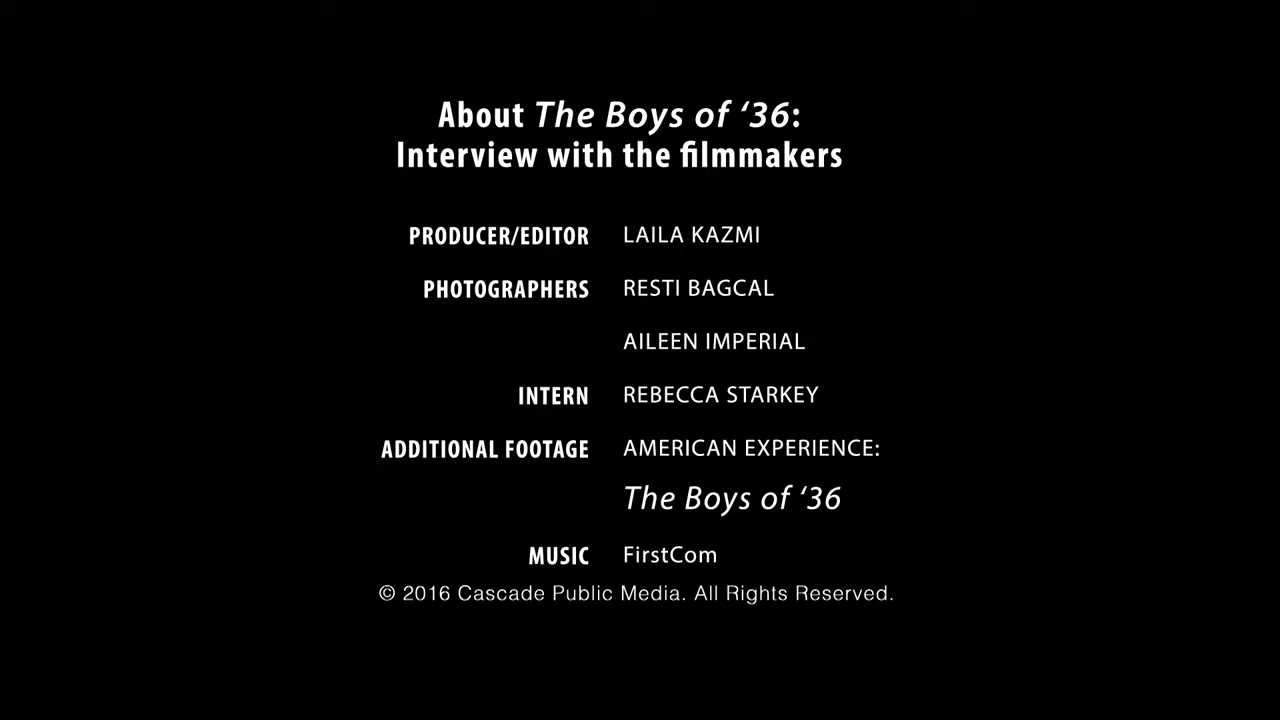 About The Boys of ‘36:
Interview with the filmmakers
PRODUCER/EDITOR LAILA KAZMI
PHOTOGRAPHERS RESTI BAGCAL
AILEEN IMPERIAL
INTERN REBECCA STARKEY
ADDITIONAL FOOTAGE AMERICAN EXPERIENCE:
The Boys of ‘36
MUSIC FirstCom
© 2016 Cascade Public Media. All Rights Reserved.